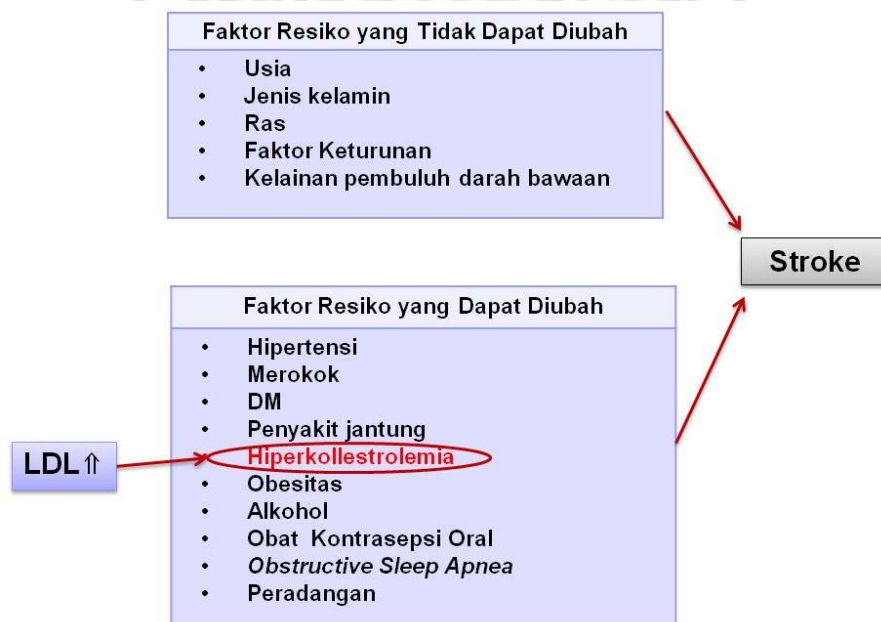 Faktor Resiko yang Tidak Dapat Diubah
• Usia
• Jenis kelamin
• Ras
• Faktor Keturunan
• Kelainan pembuluh darah bawaan
Stroke
Faktor Resiko yang Dapat Diubah
• Hipertensi
• Merokok
• DM
• Penyakit jantung
• Hiperkollestrolemia
LDL⇑
• Obesitas
• Alkohol
• Obat Kontrasepsi Oral
• Obstructive Sleep Apnea
• Peradangan